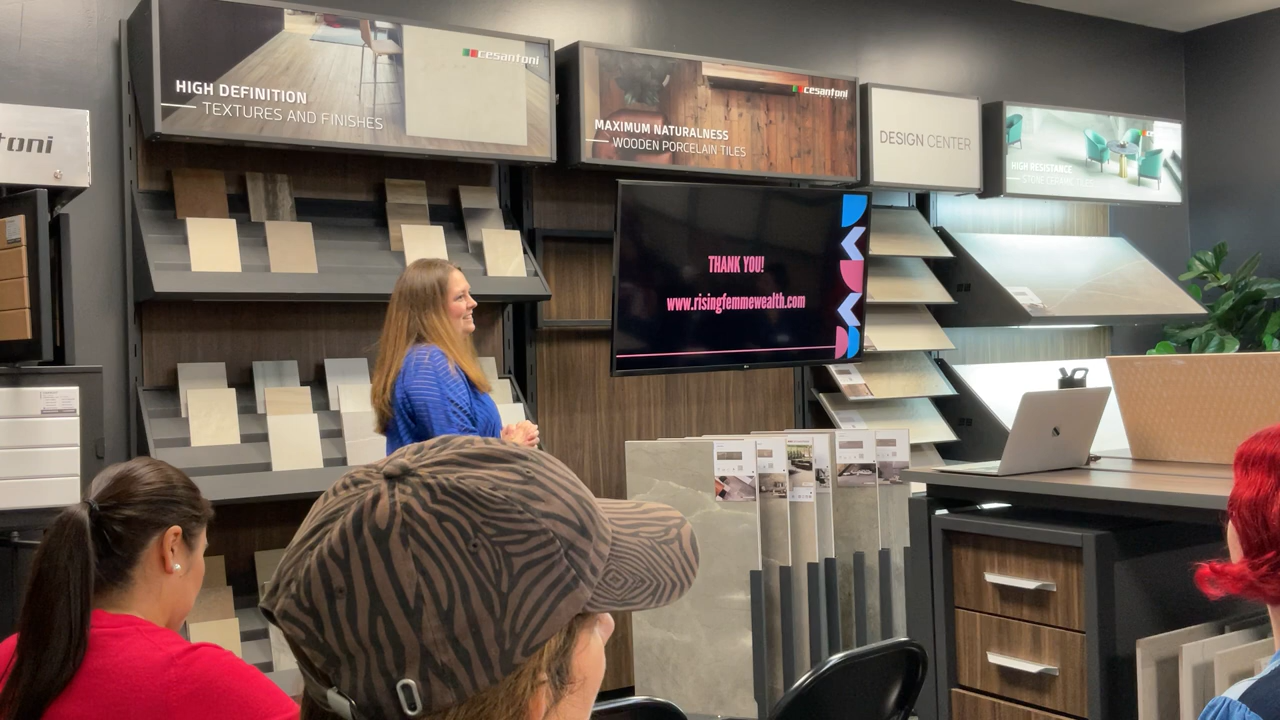 cesantoni
HIGH DEFINITION
TEXTURES AND FINISHES
cesantoni
MAXIMUM NATURALNESS
WOODEN PORCELAIN TILES
DESIGN CENTER
HIGH RESISTANCE
toni
THANK YOU!
www.risingfemmewealth.com
LG